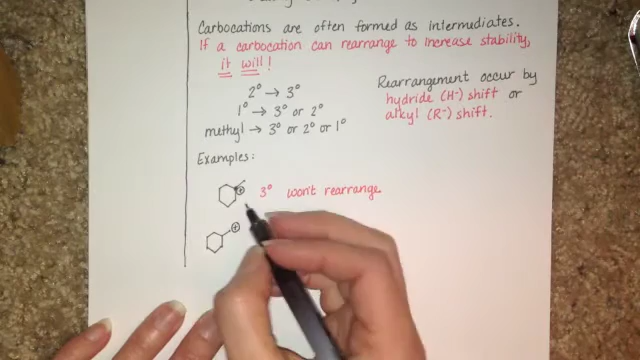 Carbocations are often formed as intermediates.
If a carbocation can rearrange to increase stability,
it will!
2° → 3°
1° → 3° or 2°
methyl → 3° or 2° or 1°
Rearrangement occur by
hydride (H⁻) shift or
alkyl (R⁻) shift.
Examples:
⊕ 3° won't rearrange.
⊕